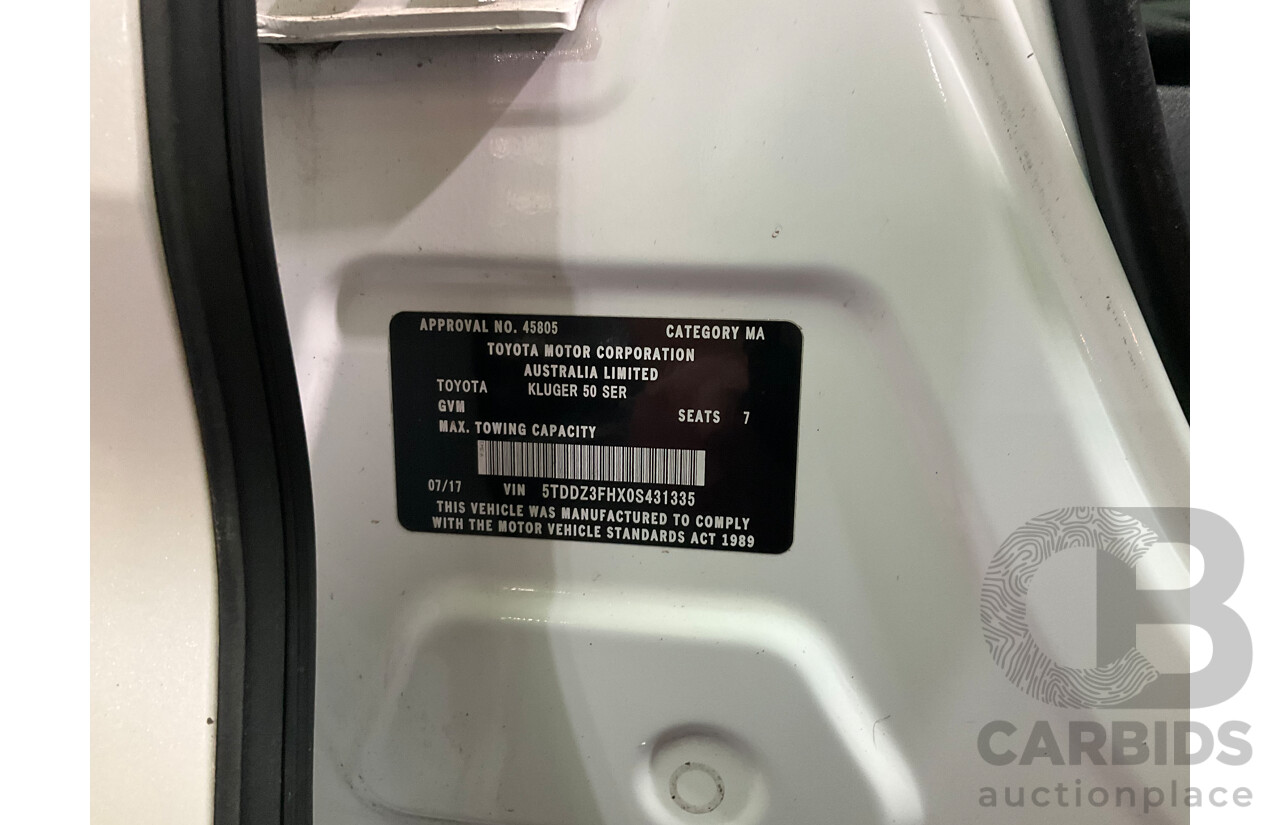 APPROVAL NO. 45805 CATEGORY MA
TOYOTA MOTOR CORPORATION
AUSTRALIA LIMITED
TOYOTA KLUGER 50 SER
GVM SEATS 7
MAX. TOWING CAPACITY
07/17 VIN 5TDDZ3FHX0S431335
THIS VEHICLE WAS MANUFACTURED TO COMPLY
WITH THE MOTOR VEHICLE STANDARDS ACT 1989
CB
CARBIDS
auctionplace